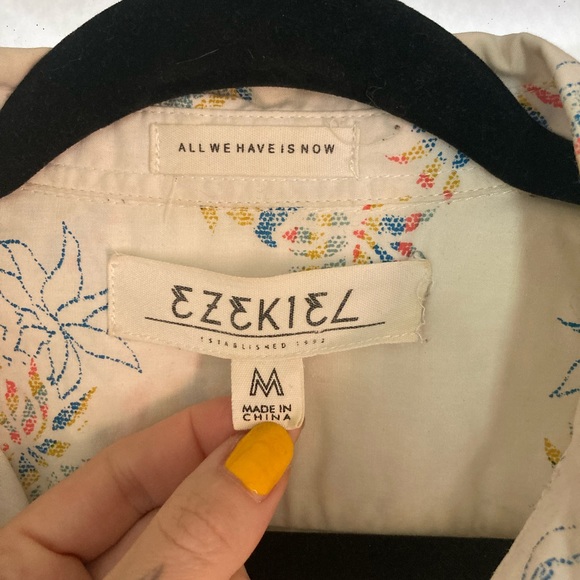 ALL WE HAVE IS NOW
EZEKIEL
ESTABLISHED 1992
M
MADE IN
CHINA